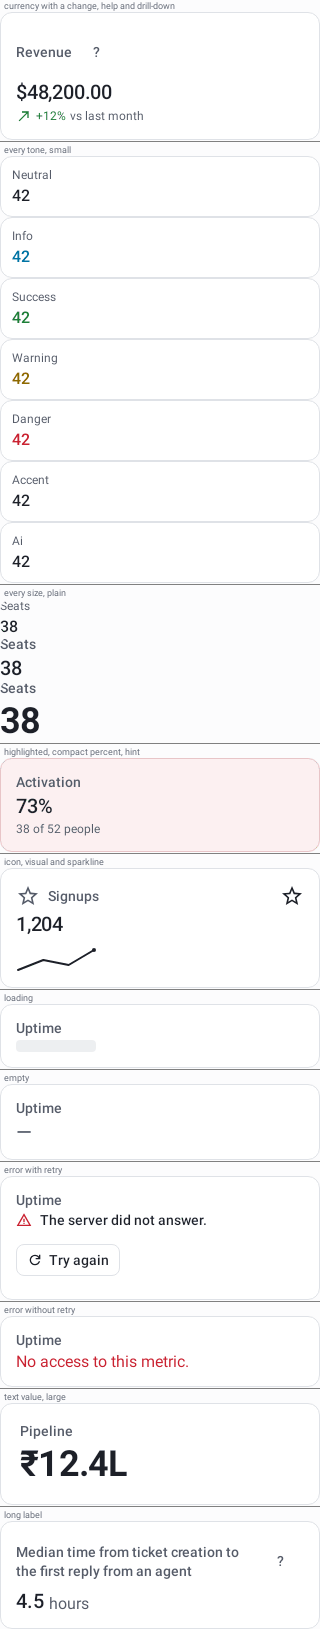 currency with a change, help and drill-down
Revenue ?
$48,200.00
+12% vs last month
every tone, small
Neutral
42
Info
42
Success
42
Warning
42
Danger
42
Accent
42
Ai
42
every size, plain
Seats
38
Seats
38
Seats
38
highlighted, compact percent, hint
Activation
73%
38 of 52 people
icon, visual and sparkline
Signups
1,204
loading
Uptime
empty
Uptime
—
error with retry
Uptime
The server did not answer.
Try again
error without retry
Uptime
No access to this metric.
text value, large
Pipeline
₹12.4L
long label
Median time from ticket creation to
the first reply from an agent ?
4.5 hours